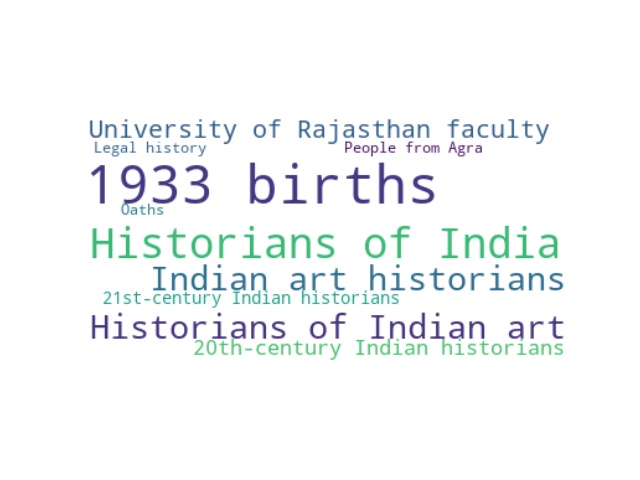 University of Rajasthan faculty
Legal history People from Agra
1933 births
Oaths
Historians of India
Indian art historians
21st-century Indian historians
Historians of Indian art
20th-century Indian historians